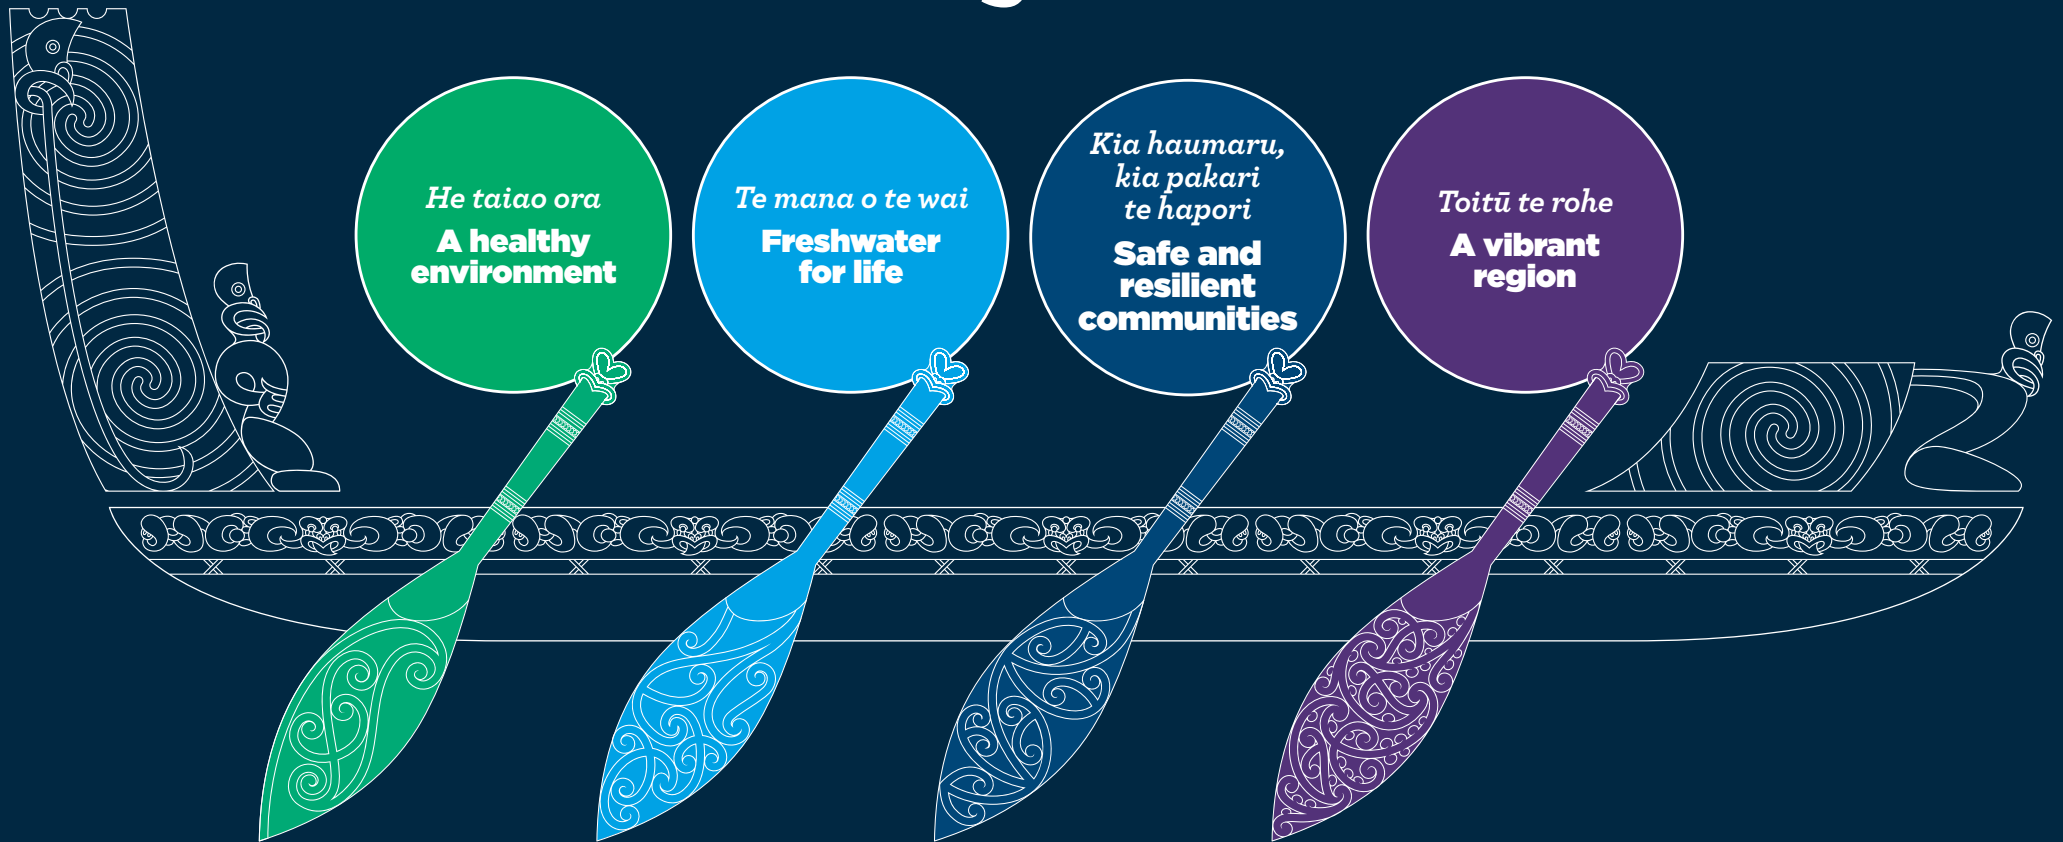 He taiao ora
A healthy
environment
Te mana o te wai
Freshwater
for life
Kia haumaru,
kia pakari
te hapori
Safe and
resilient
communities
Toitū te rohe
A vibrant
region